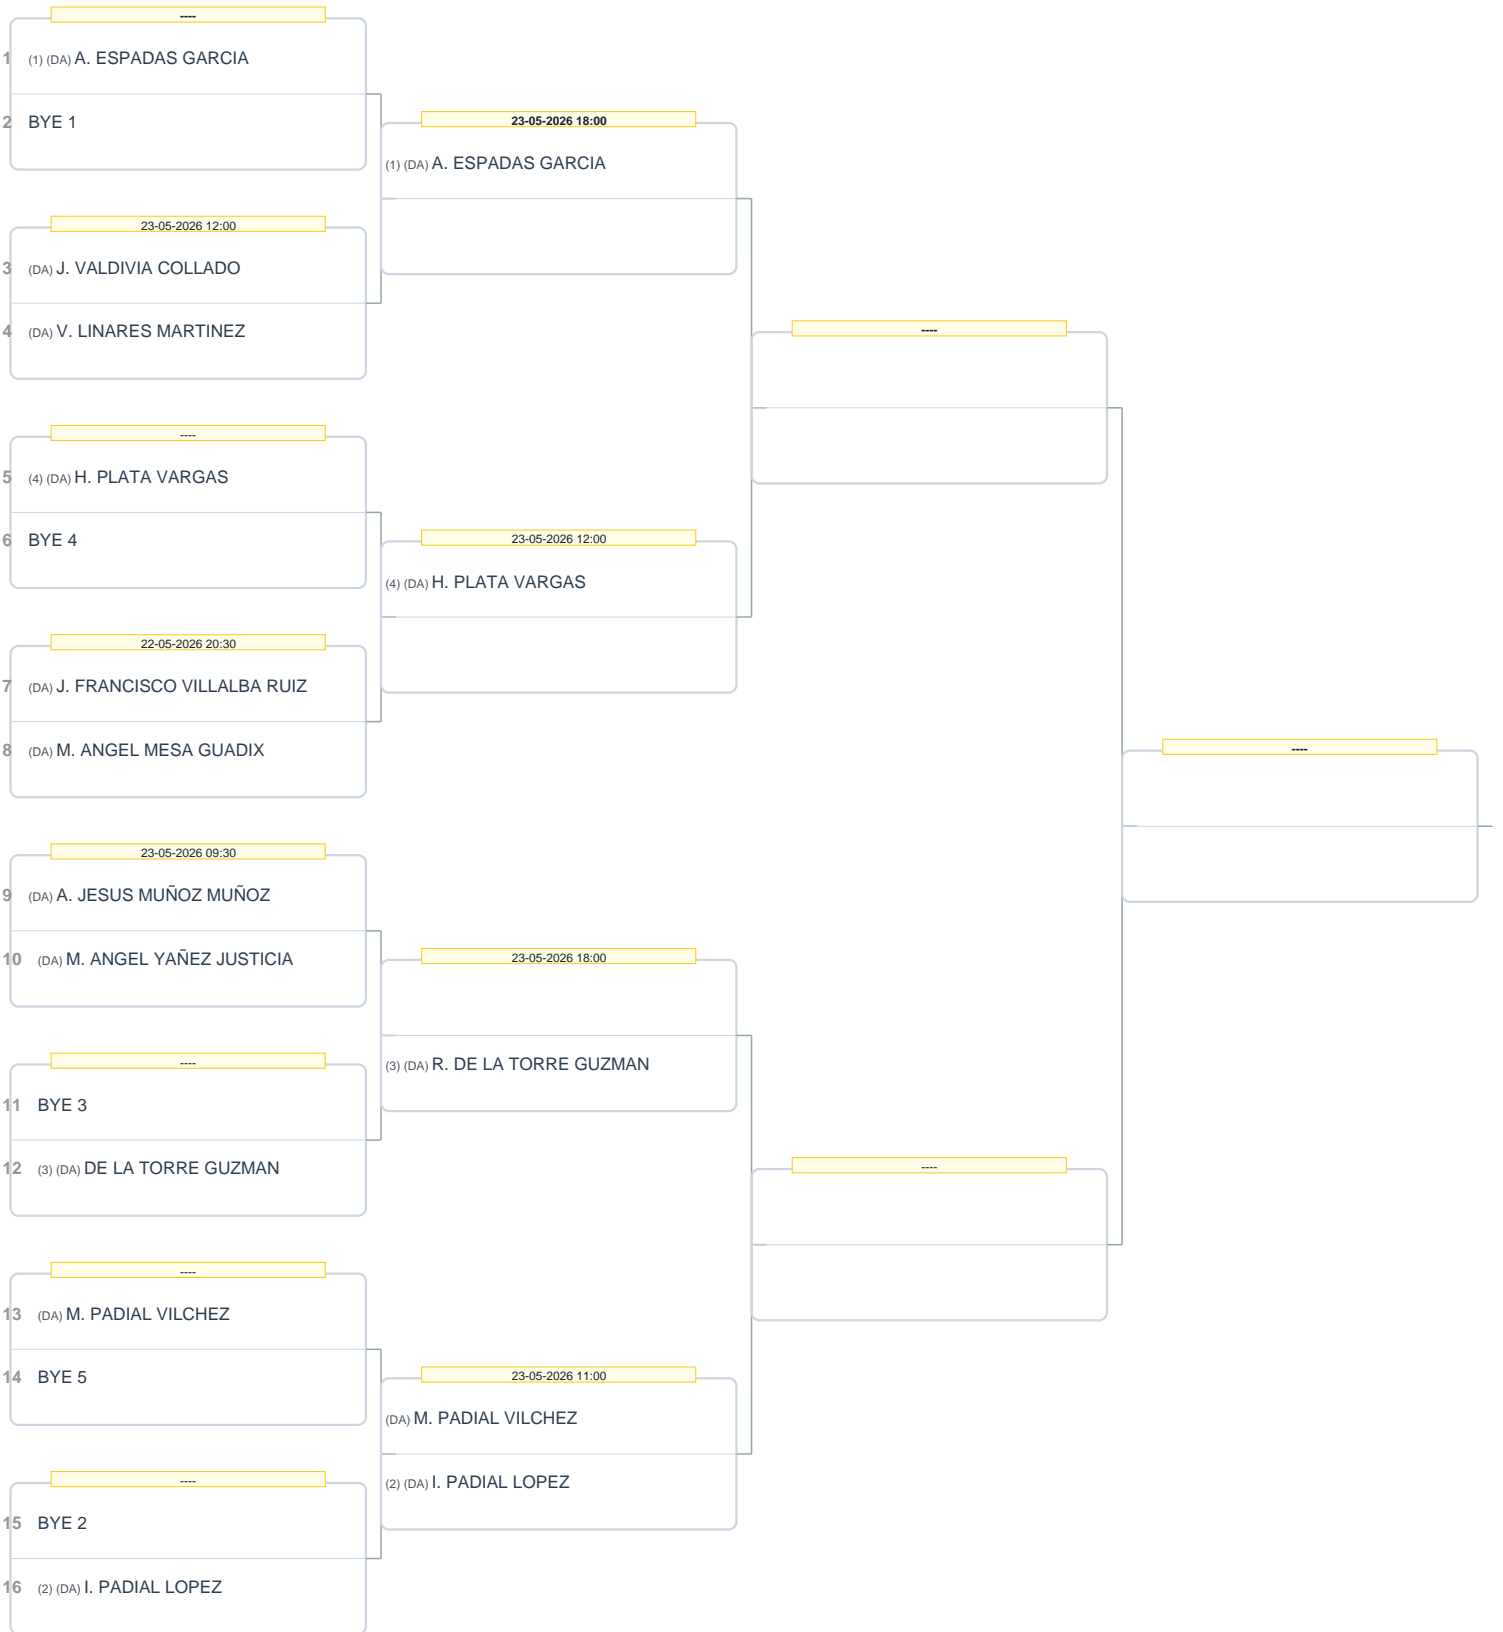 ----
1 (1) (DA) A. ESPADAS GARCIA
2 BYE 1
23-05-2026 12:00
3 (DA) J. VALDIVIA COLLADO
4 (DA) V. LINARES MARTINEZ
----
5 (4) (DA) H. PLATA VARGAS
6 BYE 4
22-05-2026 20:30
7 (DA) J. FRANCISCO VILLALBA RUIZ
8 (DA) M. ANGEL MESA GUADIX
23-05-2026 09:30
9 (DA) A. JESUS MUÑOZ MUÑOZ
10 (DA) M. ANGEL YAÑEZ JUSTICIA
----
11 BYE 3
12 (3) (DA) DE LA TORRE GUZMAN
----
13 (DA) M. PADIAL VILCHEZ
14 BYE 5
----
15 BYE 2
16 (2) (DA) I. PADIAL LOPEZ
23-05-2026 18:00
(1) (DA) A. ESPADAS GARCIA
23-05-2026 12:00
(4) (DA) H. PLATA VARGAS
23-05-2026 18:00
(3) (DA) R. DE LA TORRE GUZMAN
23-05-2026 11:00
(DA) M. PADIAL VILCHEZ
(2) (DA) I. PADIAL LOPEZ
----
----
----